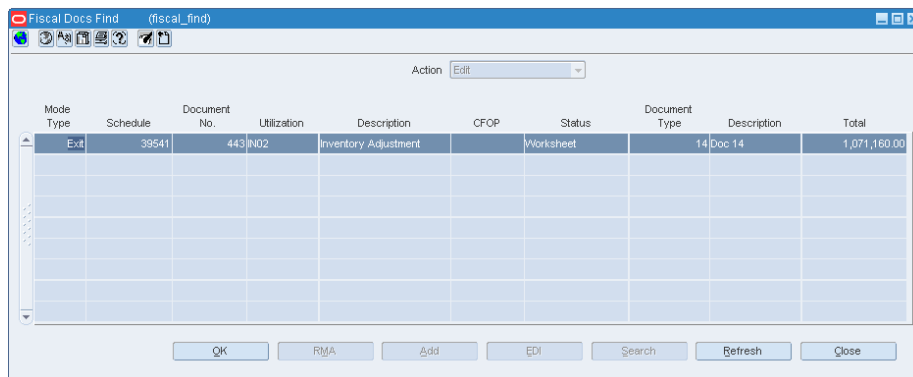 Fiscal Docs Find (fiscal_find)
Action Edit
Mode Type Schedule Document No. Utilization Description CFOP Status Document Type Description Total
Exit 39541 443 IN02 Inventory Adjustment Worksheet 14 Doc 14 1,071,160.00
OK RMA Add EDI Search Refresh Close